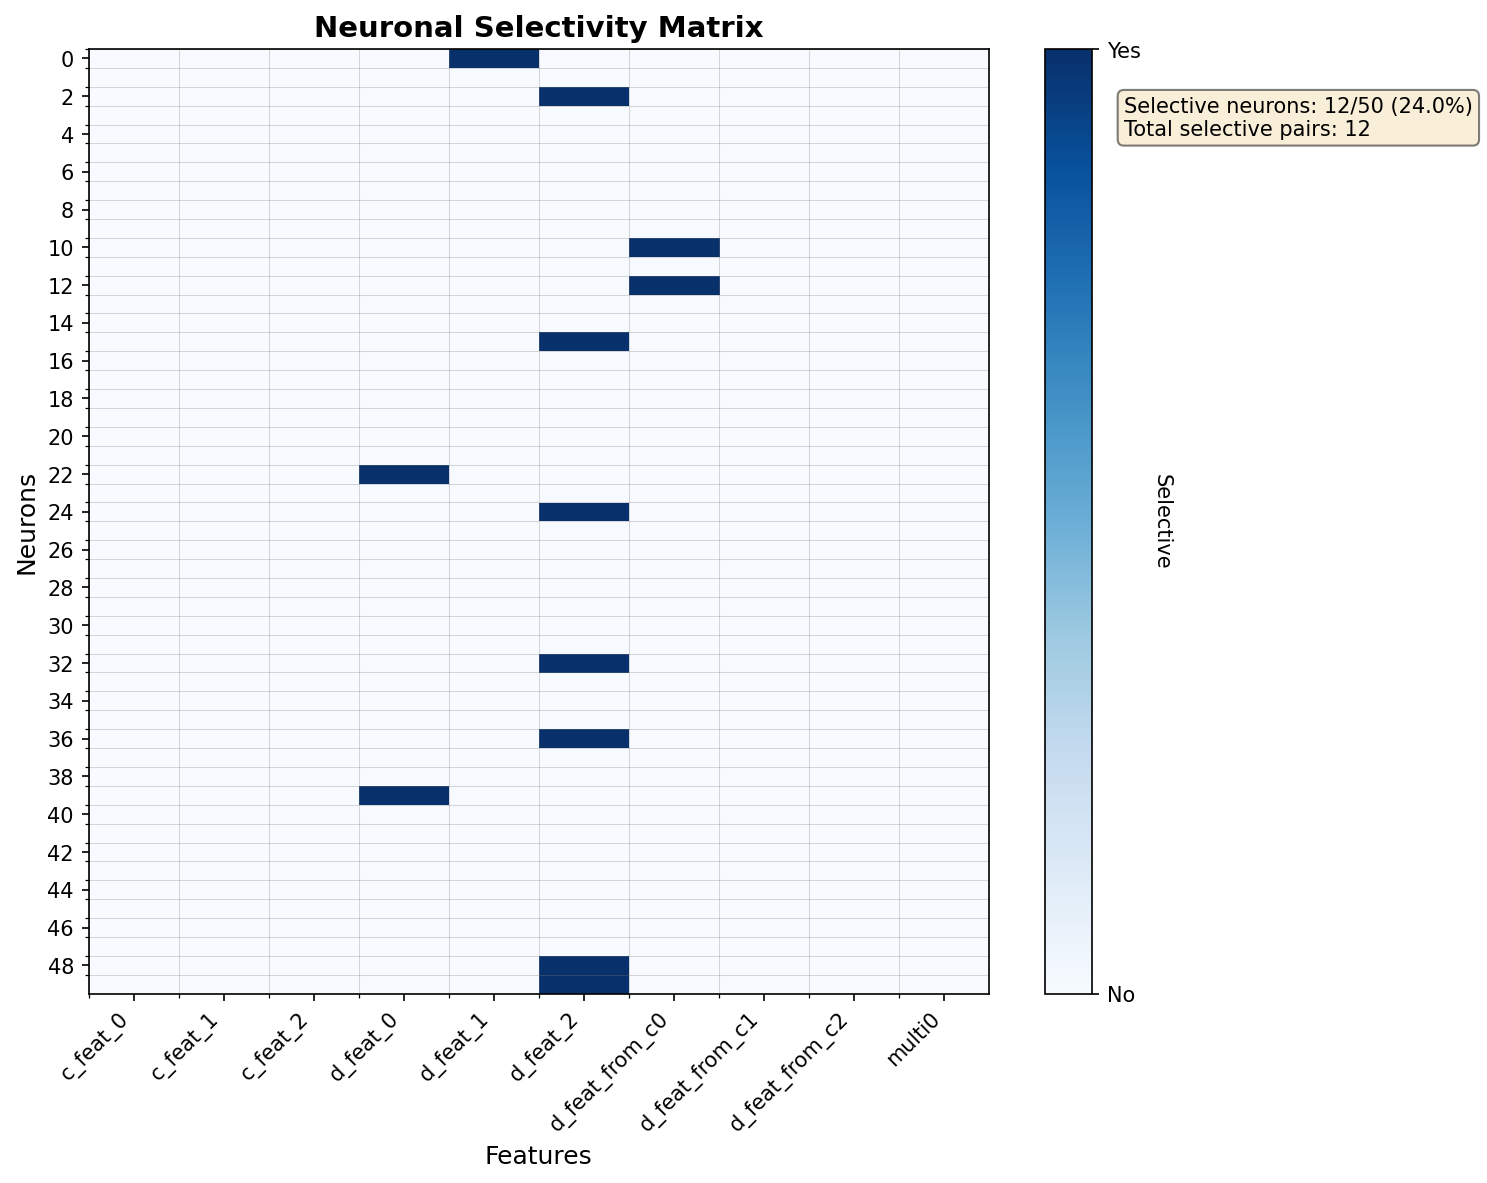 Neuronal Selectivity Matrix
0
2
4
6
8
10
12
14
16
18
20
22
24
26
28
30
32
34
36
38
40
42
44
46
48
Neurons
c_feat_0
c_feat_1
c_feat_2
d_feat_0
d_feat_1
d_feat_2
d_feat_from_c0
d_feat_from_c1
d_feat_from_c2
multi0
Features
Yes
Selective neurons: 12/50 (24.0%)
Total selective pairs: 12
Selective
No